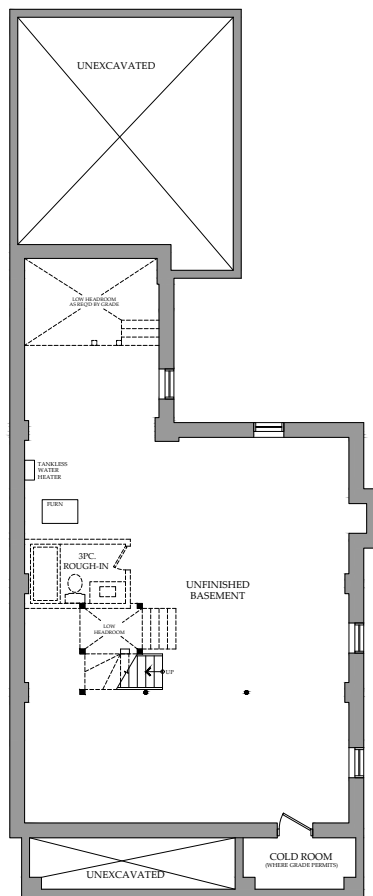 UNEXCAVATED
LOW HEADROOM
AS REQ'D BY GRADE
TANKLESS
WATER
HEATER
FURN
3PC.
ROUGH-IN
UNFINISHED
BASEMENT
LOW
HEADROOM
UP
COLD ROOM
(WHERE GRADE PERMITS)
UNEXCAVATED